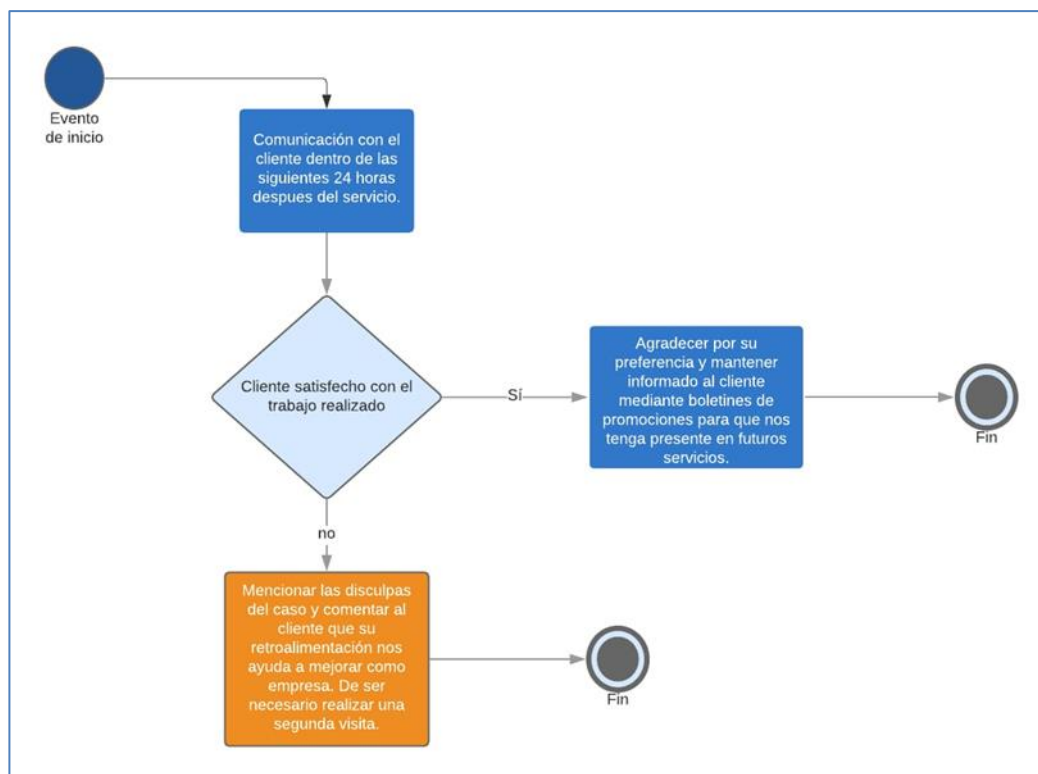 Evento
de inicio
Comunicación con el
cliente dentro de las
siguientes 24 horas
despues del servicio.
Cliente satisfecho con el
trabajo realizado
Sí
Agradecer por su
preferencia y mantener
informado al cliente
mediante boletines de
promociones para que nos
tenga presente en futuros
servicios.
Fin
no
Mencionar las disculpas
del caso y comentar al
cliente que su
retroalimentación nos
ayuda a mejorar como
empresa. De ser
necesario realizar una
segunda visita.
Fin